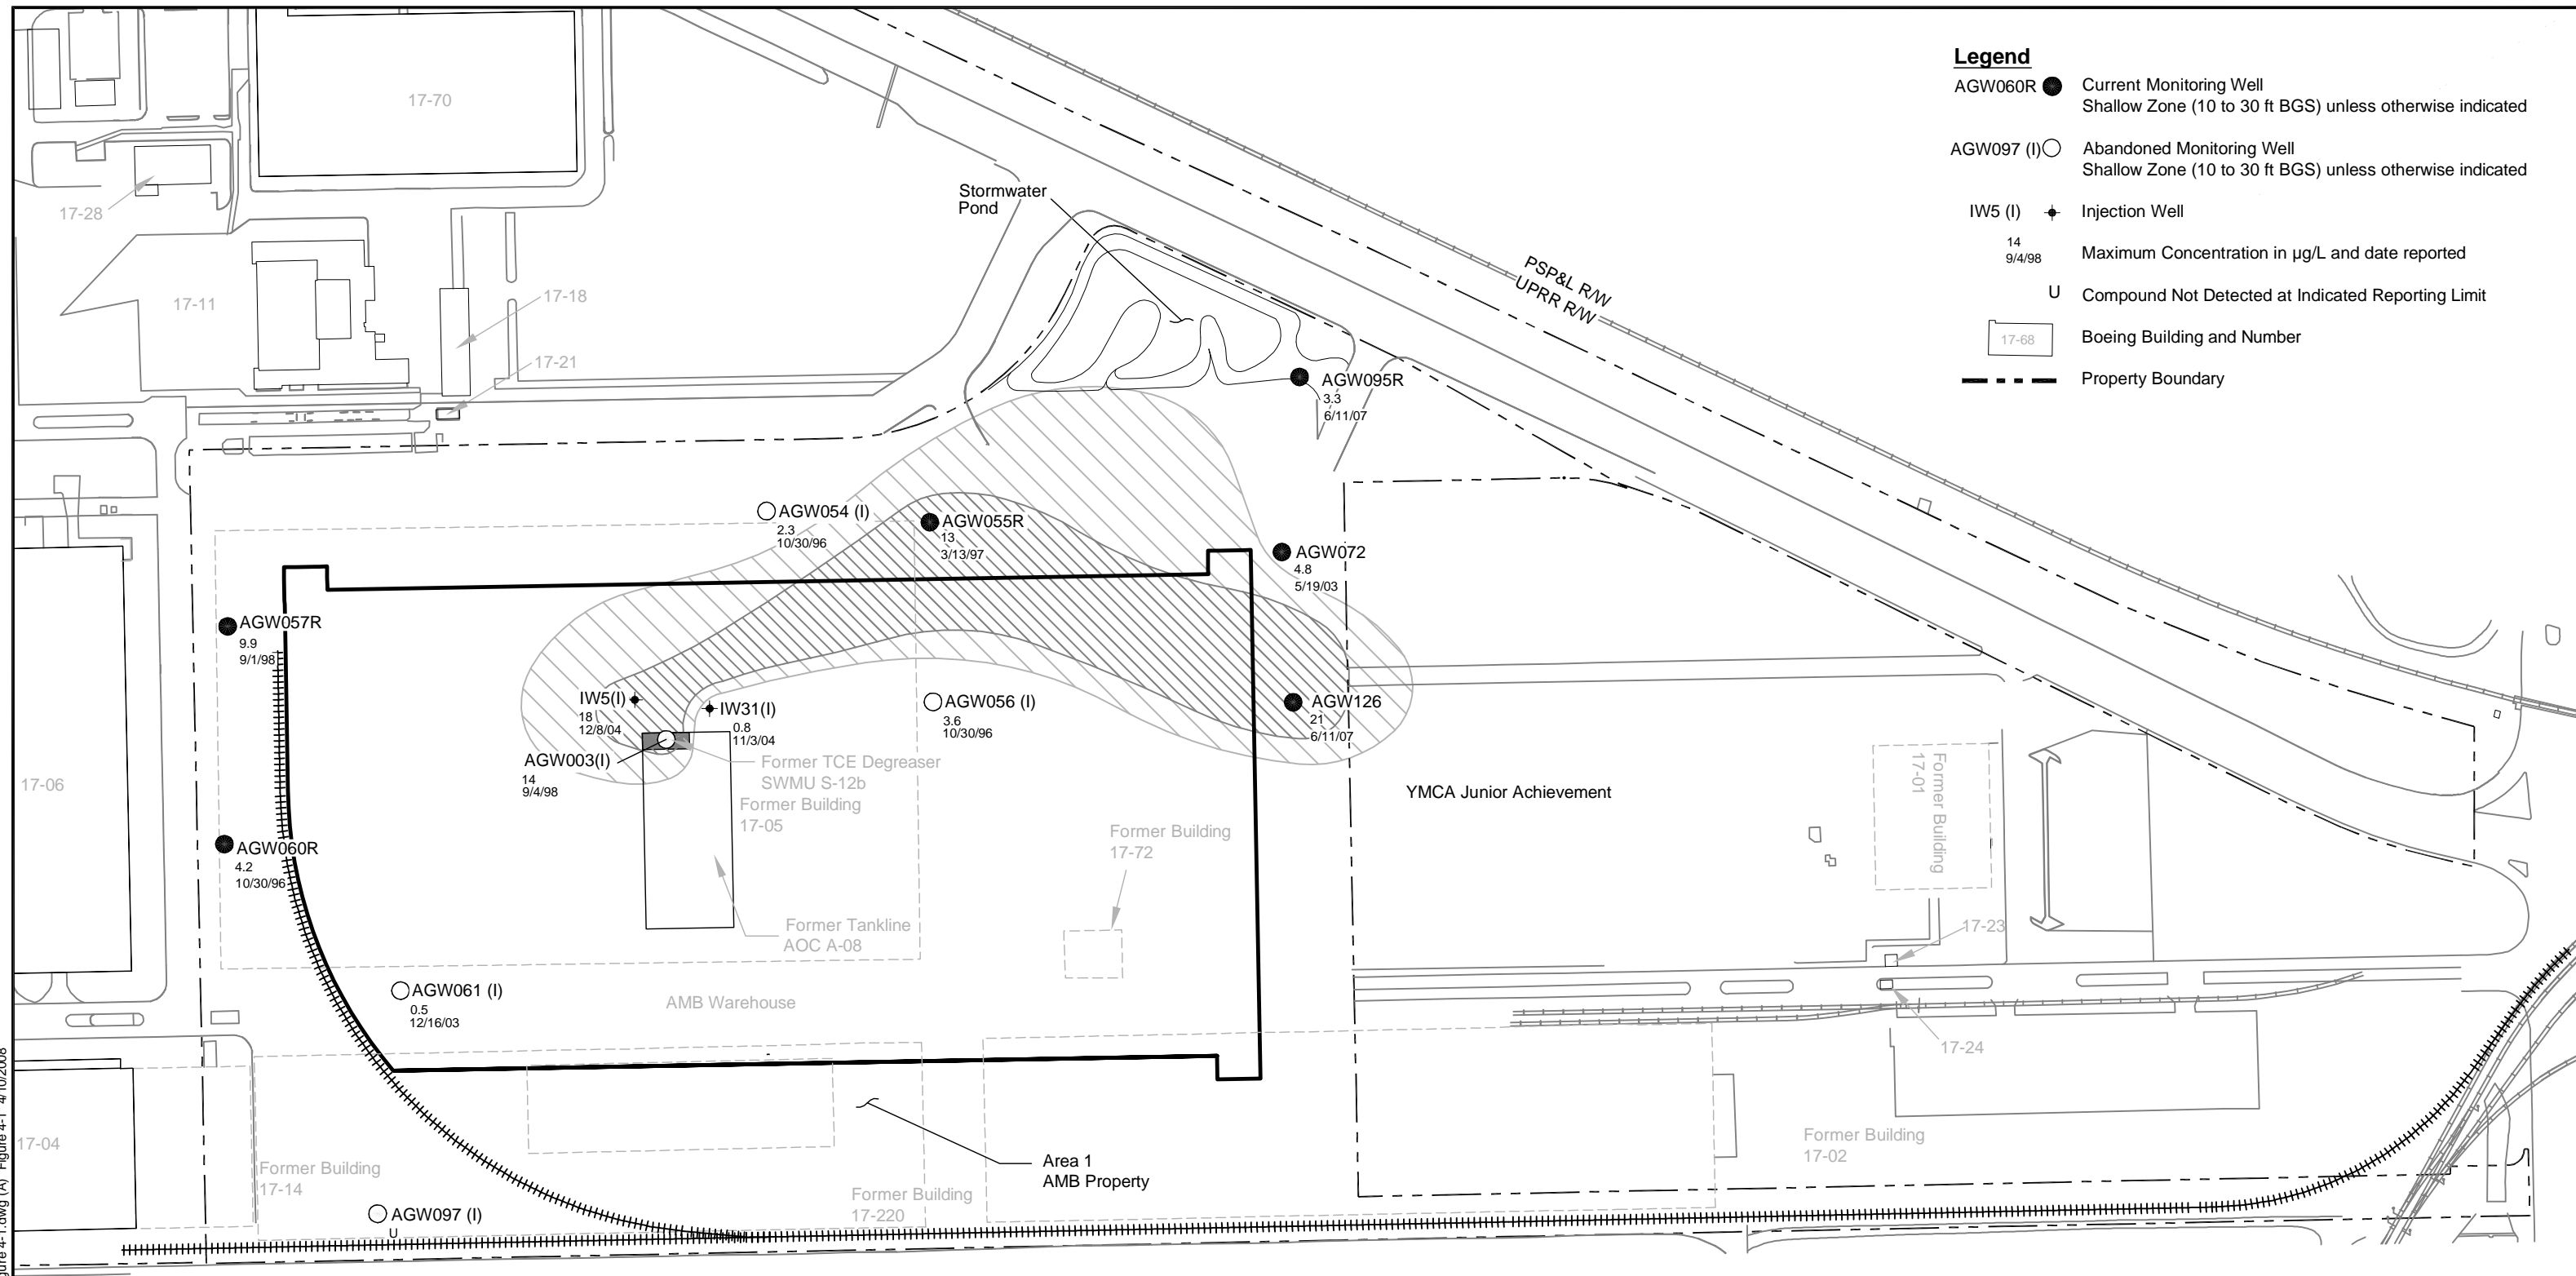 Legend
AGW060R
Current Monitoring Well
Shallow Zone (10 to 30 ft BGS) unless otherwise indicated
AGW097 (I)
Abandoned Monitoring Well
Shallow Zone (10 to 30 ft BGS) unless otherwise indicated
IW5 (I)
Injection Well
14
9/4/98
Maximum Concentration in µg/L and date reported
U
Compound Not Detected at Indicated Reporting Limit
17-68
Boeing Building and Number
Property Boundary
17-70
17-28
17-11
17-18
17-21
Stormwater
Pond
PSP&L R/W
UPRR R/W
AGW095R
3.3
6/11/07
AGW054 (I)
2.3
10/30/96
AGW055R
13
3/13/97
AGW072
4.8
5/19/03
AGW057R
9.9
9/1/98
IW5(I)
18
12/8/04
IW31(I)
0.8
11/3/04
AGW056 (I)
3.6
10/30/96
AGW126
21
6/11/07
AGW003(I)
14
9/4/98
Former TCE Degreaser
SWMU S-12b
Former Building
17-05
17-06
YMCA Junior Achievement
Former Building
17-01
AGW060R
4.2
10/30/96
Former Building
17-72
Former Tankline
AOC A-08
17-23
AGW061 (I)
0.5
12/16/03
AMB Warehouse
17-24
17-04
Former Building
17-14
Area 1
AMB Property
Former Building
17-02
Former Building
17-220
AGW097 (I)
U
4-1.dwg (A) Figure 4-1 4/10/2008